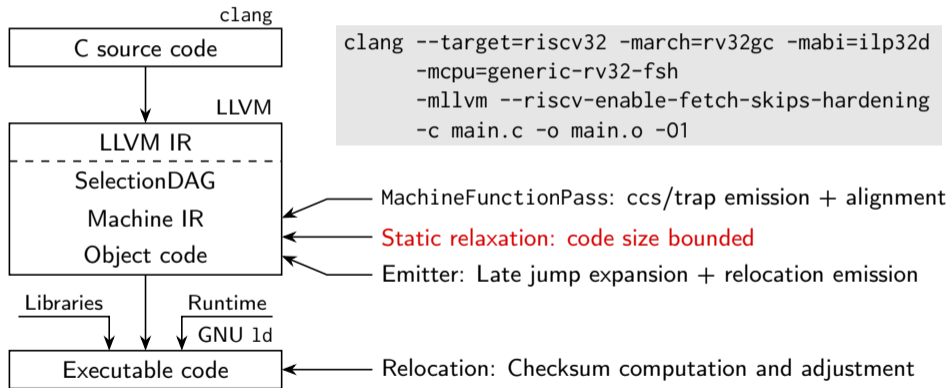 clang
C source code
clang --target=riscv32 -march=rv32gc -mabi=ilp32d
-mcpu=generic-rv32-fsh
-mllvm --riscv-enable-fetch-skips-hardening
-c main.c -o main.o -O1
LLVM
LLVM IR
SelectionDAG
Machine IR
Object code
MachineFunctionPass: ccs/trap emission + alignment
Static relaxation: code size bounded
Emitter: Late jump expansion + relocation emission
Libraries
Runtime
GNU ld
Executable code
Relocation: Checksum computation and adjustment